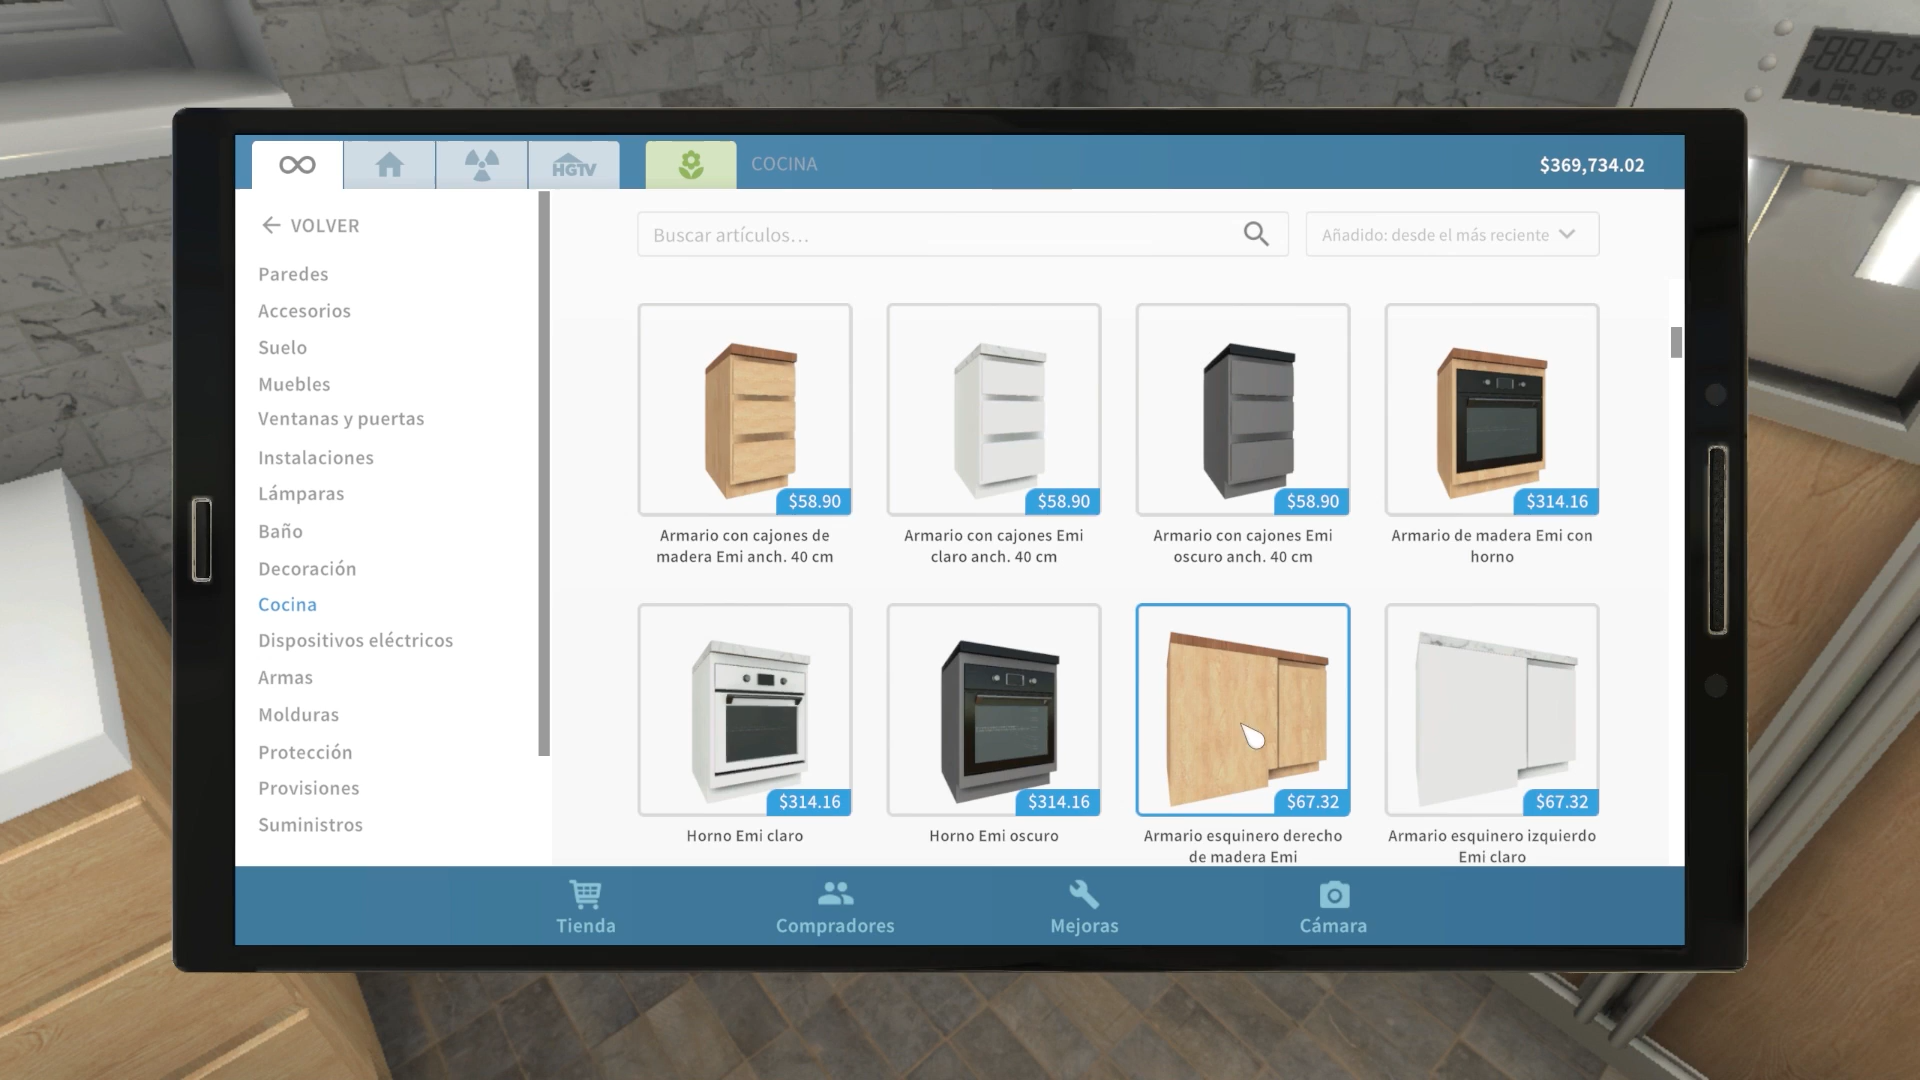 HGTV
COCINA
$369,734.02
VOLVER
Buscar artículos...
Añadido: desde el más reciente
Paredes
Accesorios
Suelo
Muebles
Ventanas y puertas
Instalaciones
Lámparas
Baño
Decoración
Cocina
Dispositivos eléctricos
Armas
Molduras
Protección
Provisiones
Suministros
$58.90
$58.90
$58.90
$314.16
Armario con cajones de
madera Emi anch. 40 cm
Armario con cajones Emi
claro anch. 40 cm
Armario con cajones Emi
oscuro anch. 40 cm
Armario de madera Emi con
horno
$314.16
$314.16
$67.32
$67.32
Horno Emi claro
Horno Emi oscuro
Armario esquinero derecho
de madera Emi
Armario esquinero izquierdo
Emi claro
Tienda
Compradores
Mejoras
Cámara